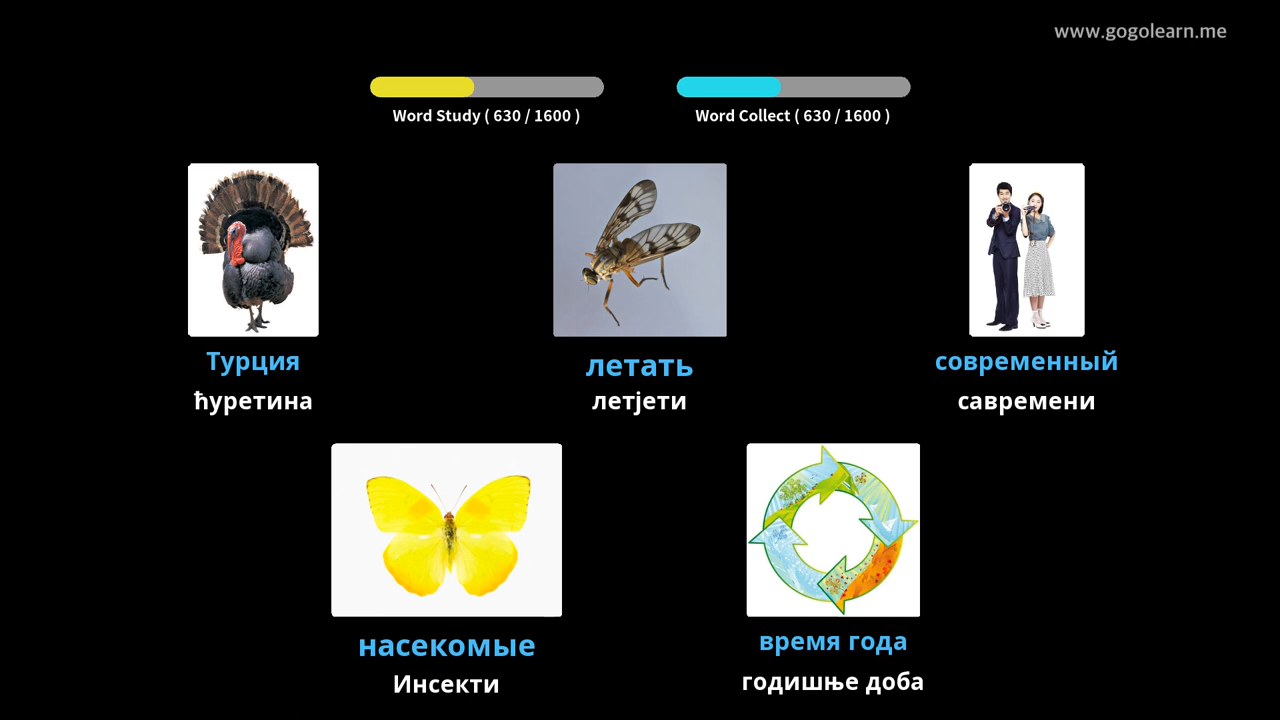 www.gogolearn.me
Word Study ( 630 / 1600 )
Word Collect ( 630 / 1600 )
Турция
летать
современный
ћуретина
летјети
савремени
насекомые
время года
Инсекти
годишње доба